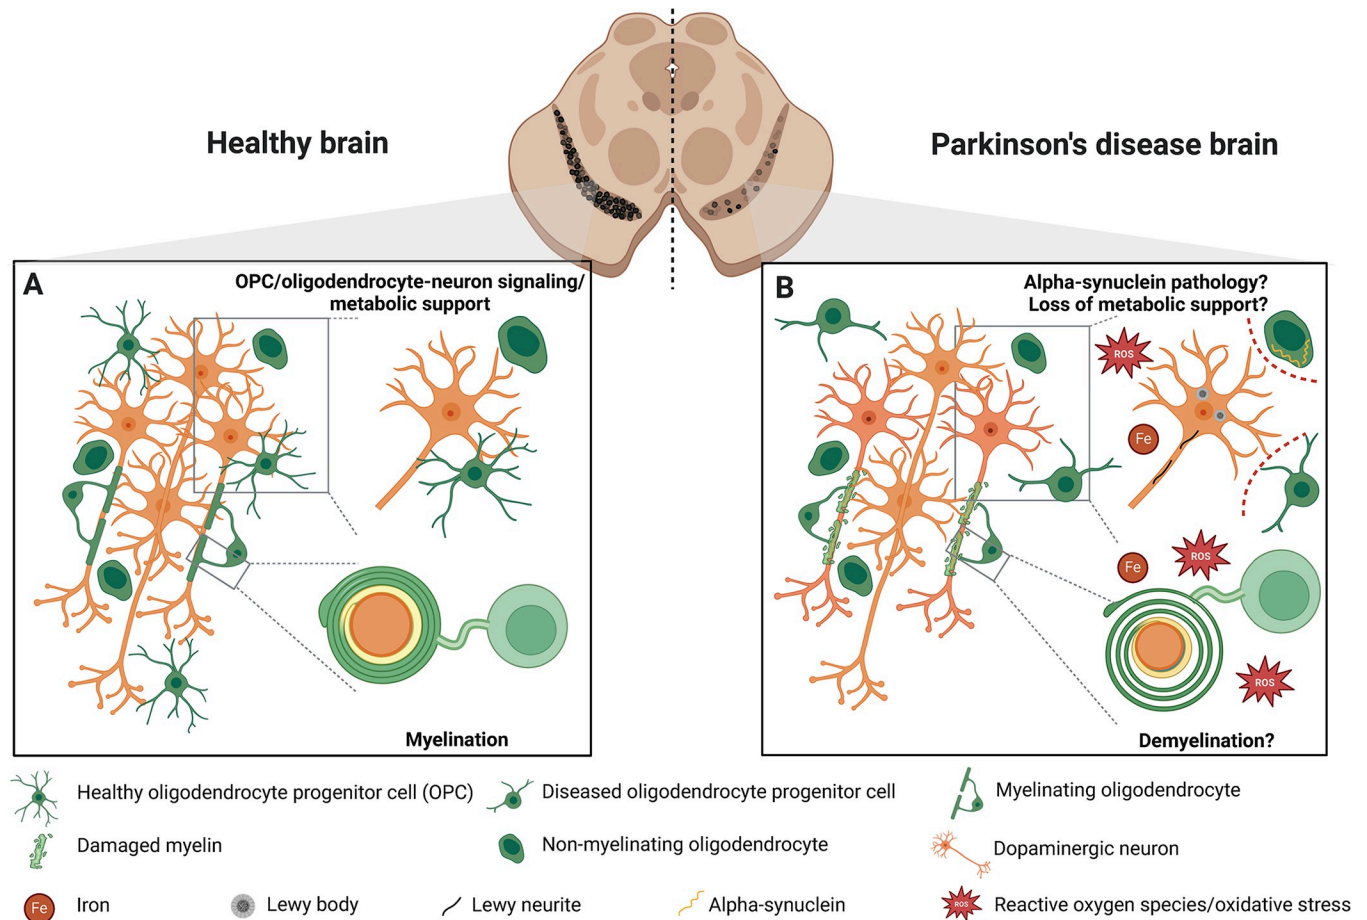 Healthy brain
Parkinson's disease brain
A
OPC/oligodendrocyte-neuron signaling/
metabolic support
Myelination
B
Alpha-synuclein pathology?
Loss of metabolic support?
ROS
Fe
Fe
ROS
ROS
Demyelination?
Healthy oligodendrocyte progenitor cell (OPC)
Diseased oligodendrocyte progenitor cell
Myelinating oligodendrocyte
Damaged myelin
Non-myelinating oligodendrocyte
Dopaminergic neuron
Fe
Iron
Lewy body
Lewy neurite
Alpha-synuclein
ROS
Reactive oxygen species/oxidative stress